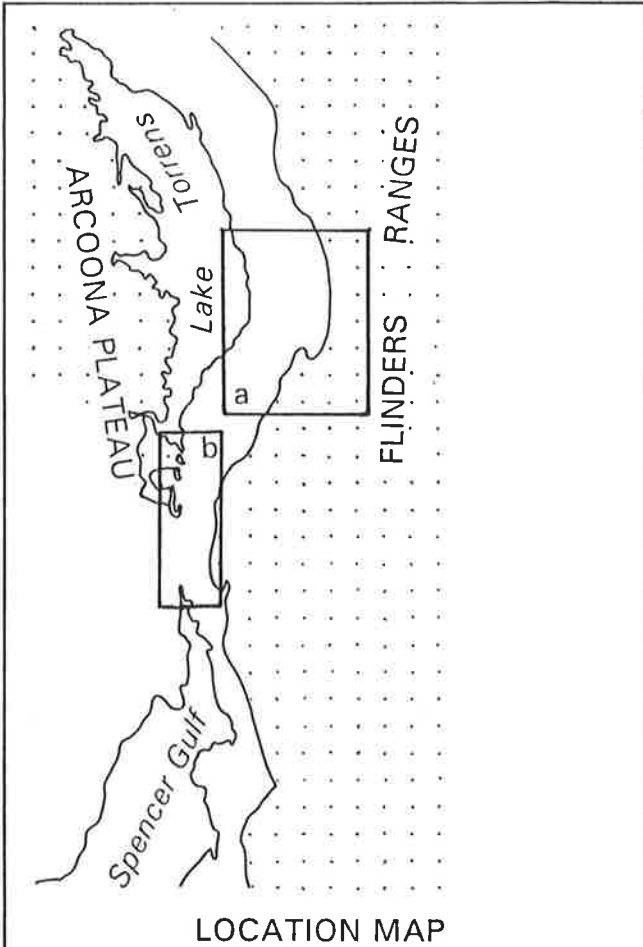 Torrens
Lake
ARCOONA PLATEAU
FLINDERS RANGES
a
b
Spencer Gulf
LOCATION MAP